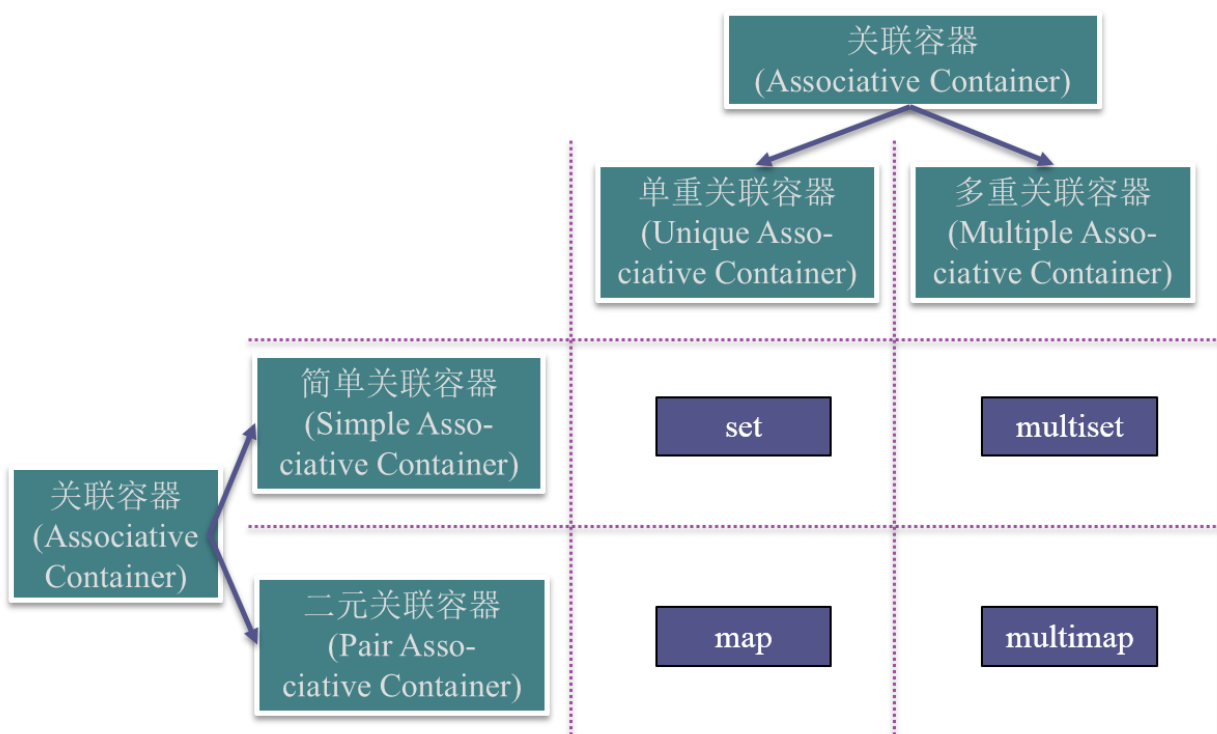 关联容器
(Associative Container)
单重关联容器
(Unique Asso-
ciative Container)
多重关联容器
(Multiple Asso-
ciative Container)
简单关联容器
(Simple Asso-
ciative Container)
set
multiset
关联容器
(Associative
Container)
二元关联容器
(Pair Asso-
ciative Container)
map
multimap